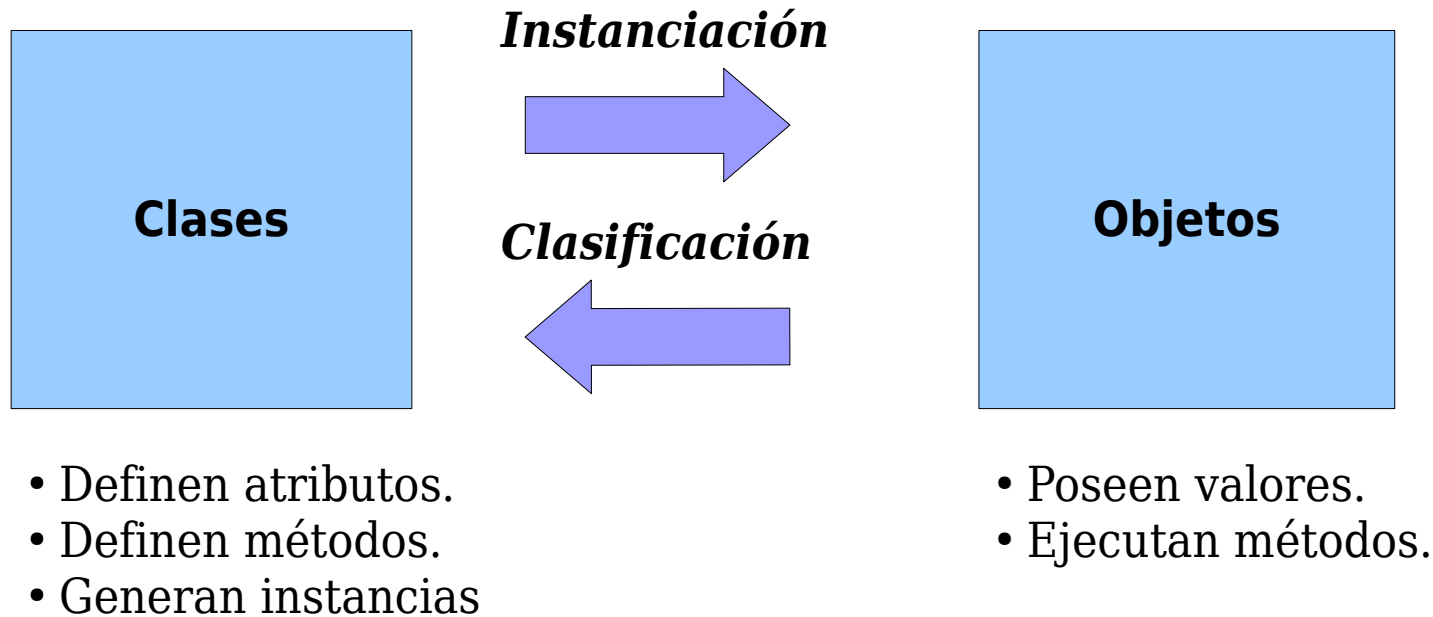 Instanciación
Clases
Clasificación
Objetos
• Definen atributos.
• Definen métodos.
• Generan instancias
• Poseen valores.
• Ejecutan métodos.